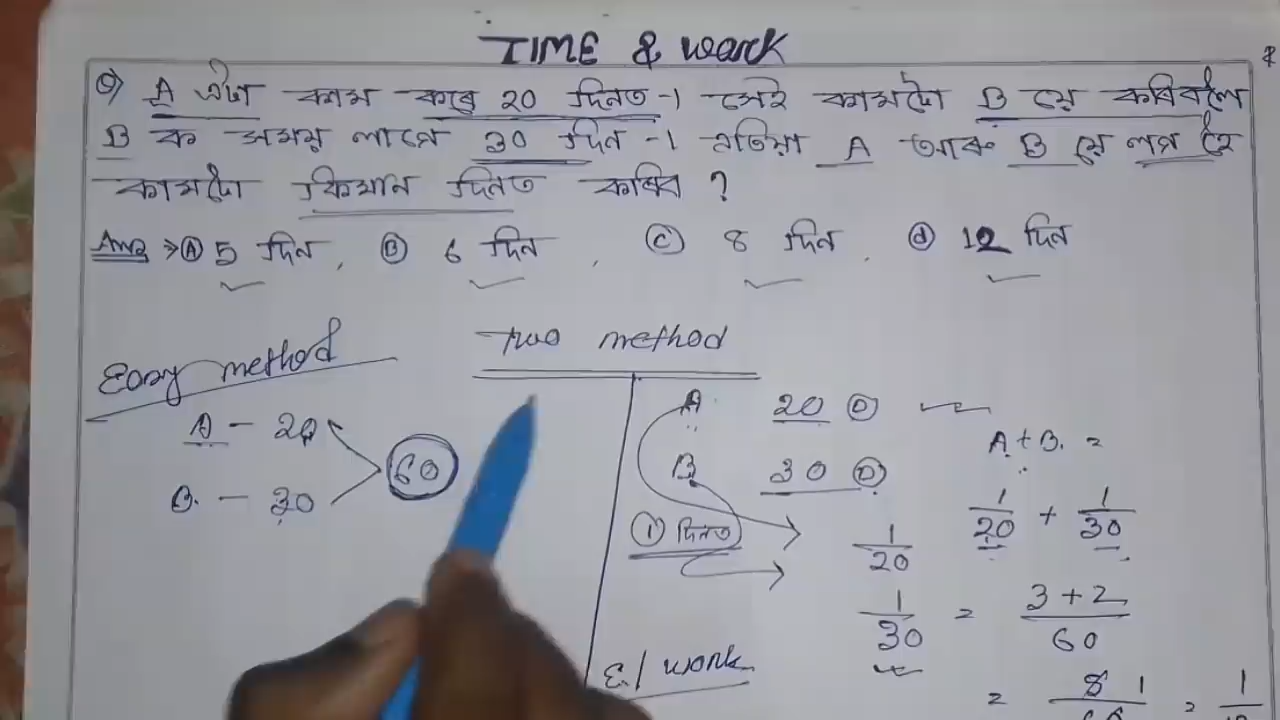 TIME & work
Q) A এটা কাম কৰে 20 দিনত । সেই কামটো B য়ে কৰিবলৈ
B ক সময় লাগে 30 দিন । এতিয়া A আৰু B য়ে লগ হৈ
কামটো কিমান দিনত কৰিব ?
Ans → (A) 5 দিন , (B) 6 দিন , (C) 8 দিন . (d) 12 দিন
Two method
Easy method
A - 20
B. - 30
60
A 20 D
B 30 D
A + B. =
(1) দিনত
1/20
1/20 + 1/30
1/30 = 3+2/60
E/work